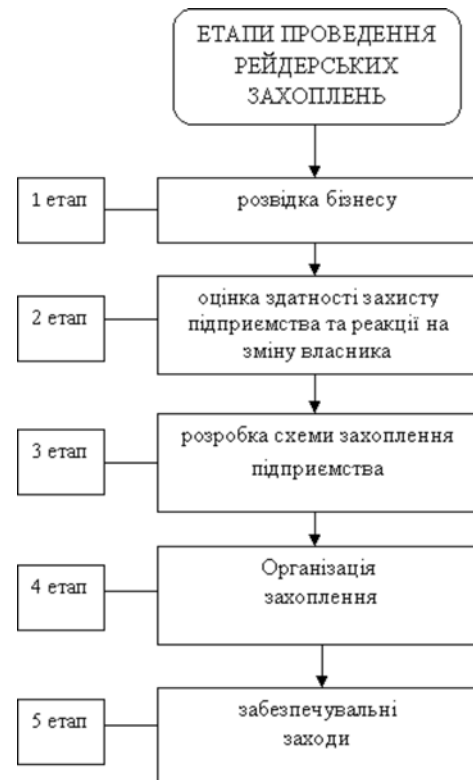 ЕТАПИ ПРОВЕДЕННЯ
РЕЙДЕРСЬКИХ
ЗАХОПЛЕНЬ
1 етап
розвідка бізнесу
2 етап
оцінка здатності захисту
підприємства та реакції на
зміну власника
3 етап
розробка схеми захоплення
підприємства
4 етап
Організація
захоплення
5 етап
забезпечувальні
заходи